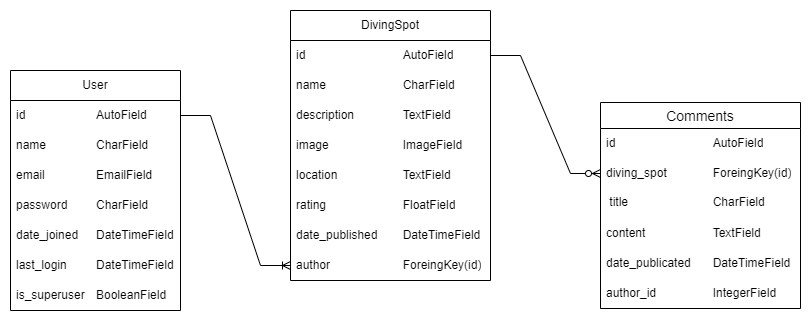 User
id AutoField
name CharField
email EmailField
password CharField
date_joined DateTimeField
last_login DateTimeField
is_superuser BooleanField
DivingSpot
id AutoField
name CharField
description TextField
image ImageField
location TextField
rating FloatField
date_published DateTimeField
author ForeingKey(id)
Comments
id AutoField
diving_spot ForeingKey(id)
title CharField
content TextField
date_publicated DateTimeField
author_id IntegerField